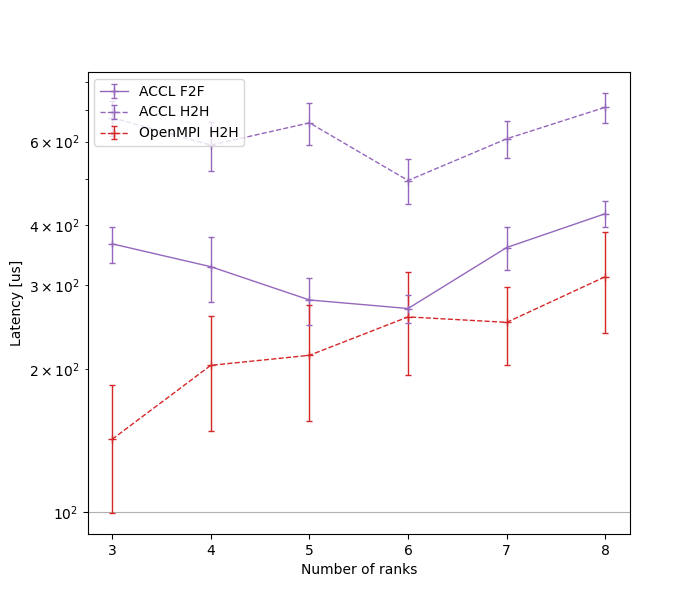 ACCL F2F
ACCL H2H
OpenMPI H2H
6 × 10²
4 × 10²
3 × 10²
2 × 10²
10²
Latency [us]
3 4 5 6 7 8
Number of ranks